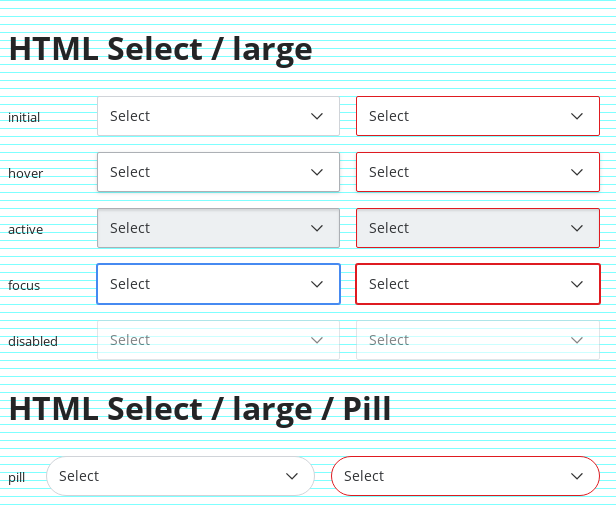 HTML Select / large
initial Select Select
hover Select Select
active Select Select
focus Select Select
disabled Select Select
HTML Select / large / Pill
pill Select Select